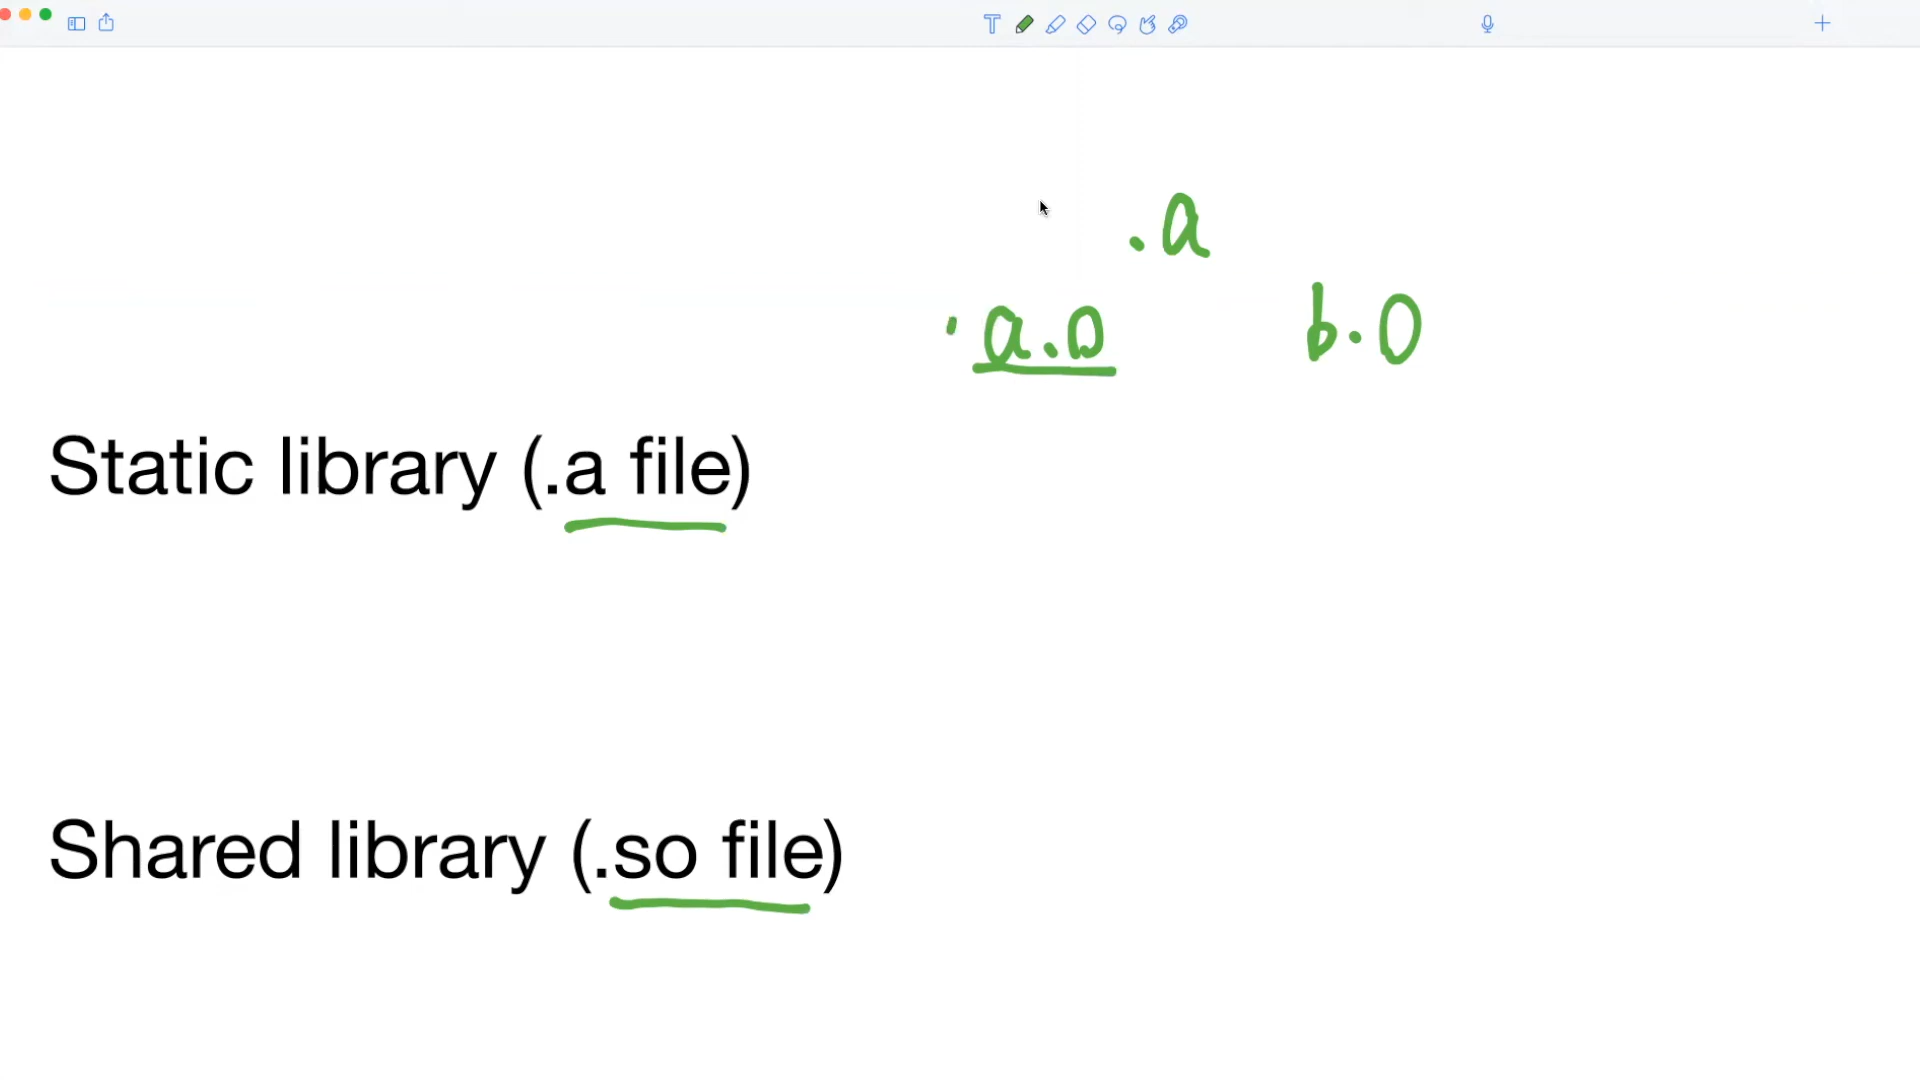 .a
a.o b.o
Static library (.a file)
Shared library (.so file)